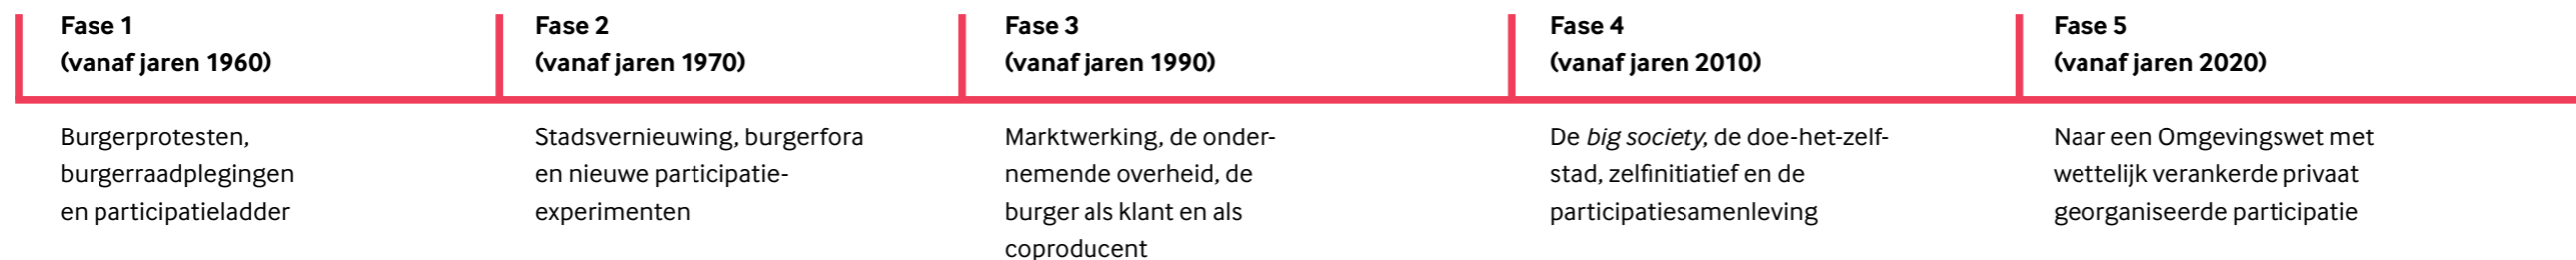 Fase 1
(vanaf jaren 1960)
Burgerprotesten,
burgerraadplegingen
en participatieladder
Fase 2
(vanaf jaren 1970)
Stadsvernieuwing, burgerfora
en nieuwe participatie-
experimenten
Fase 3
(vanaf jaren 1990)
Marktwerking, de onder-
nemende overheid, de
burger als klant en als
coproducent
Fase 4
(vanaf jaren 2010)
De big society, de doe-het-zelf-
stad, zelfinitiatief en de
participatiesamenleving
Fase 5
(vanaf jaren 2020)
Naar een Omgevingswet met
wettelijk verankerde privaat
georganiseerde participatie